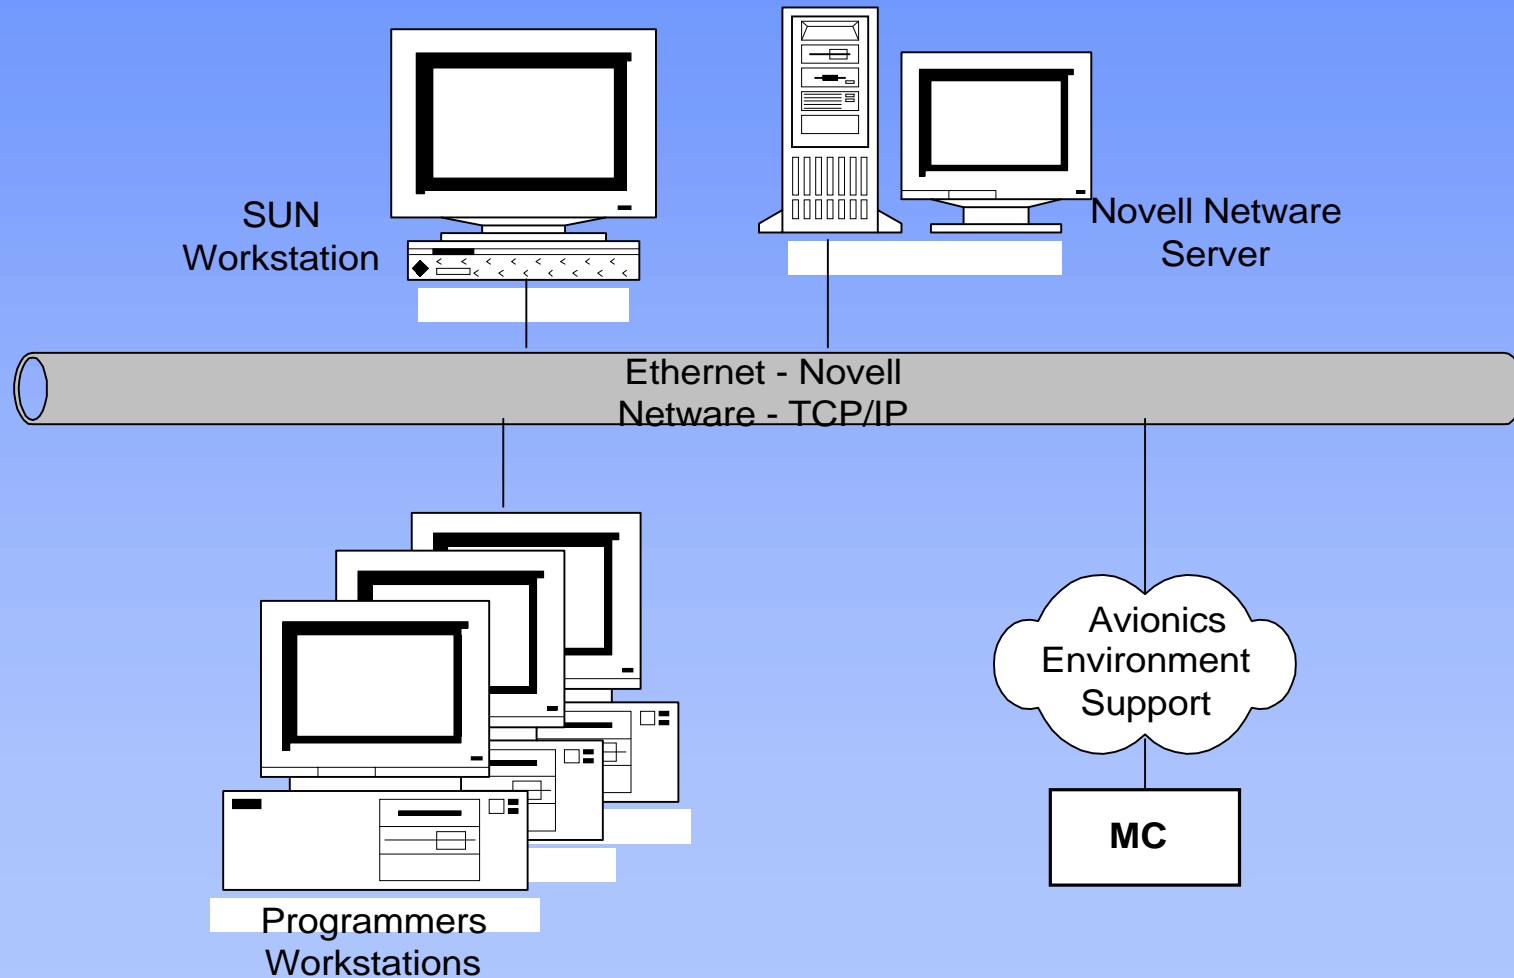 SUN
Workstation
Novell Netware
Server
Ethernet - Novell
Netware - TCP/IP
Avionics
Environment
Support
MC
Programmers
Workstations